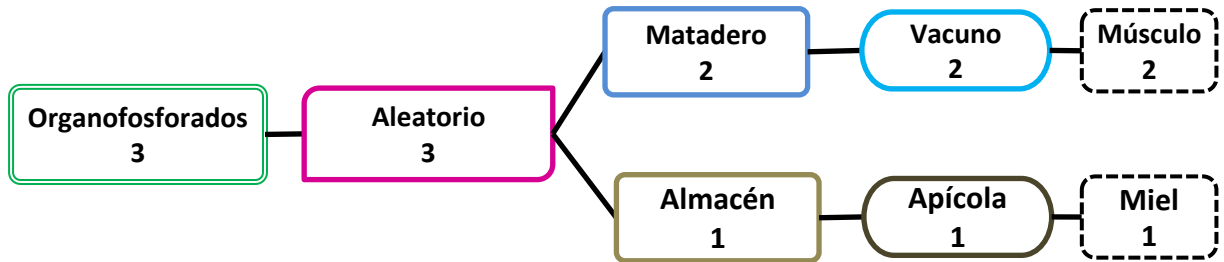 Organofosforados
3
Aleatorio
3
Matadero
2
Vacuno
2
Músculo
2
Almacén
1
Apícola
1
Miel
1